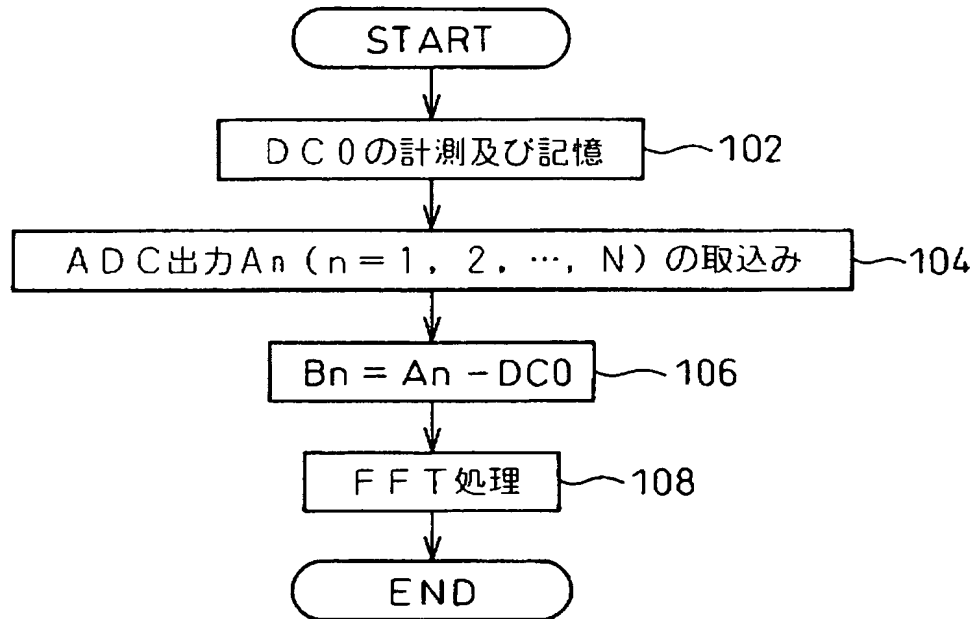 START
DC0の計測及び記憶 102
ADC出力An(n=1,2,…,N)の取込み 104
Bn=An-DC0 106
FFT処理 108
END